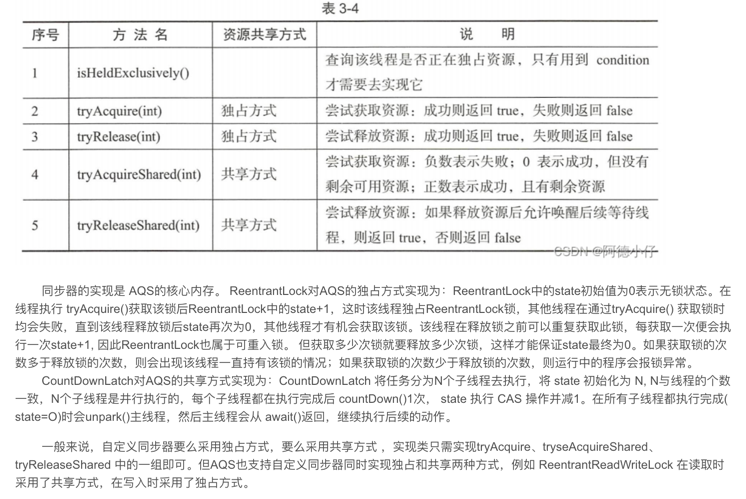 表 3-4
序号 方 法 名 资源共享方式 说 明
1 isHeldExclusively() 查询该线程是否正在独占资源，只有用到 condition
才需要去实现它
2 tryAcquire(int) 独占方式 尝试获取资源：成功则返回 true，失败则返回 false
3 tryRelease(int) 独占方式 尝试释放资源：成功则返回 true，失败则返回 false
4 tryAcquireShared(int) 共享方式 尝试获取资源：负数表示失败；0 表示成功，但没有
剩余可用资源；正数表示成功，且有剩余资源
5 tryReleaseShared(int) 共享方式 尝试释放资源：如果释放资源后允许唤醒后续等待线
程，则返回 true，否则返回 false
CSDN @阿德小仔
同步器的实现是 AQS的核心内存。 ReentrantLock对AQS的独占方式实现为：ReentrantLock中的state初始值为0表示无锁状态。在
线程执行 tryAcquire()获取该锁后ReentrantLock中的state+1，这时该线程独占ReentrantLock锁，其他线程在通过tryAcquire() 获取锁时
均会失败，直到该线程释放锁后state再次为0，其他线程才有机会获取该锁。该线程在释放锁之前可以重复获取此锁，每获取一次便会执
行一次state+1, 因此ReentrantLock也属于可重入锁。 但获取多少次锁就要释放多少次锁，这样才能保证state最终为0。如果获取锁的次
数多于释放锁的次数，则会出现该线程一直持有该锁的情况；如果获取锁的次数少于释放锁的次数，则运行中的程序会报锁异常。
CountDownLatch对AQS的共享方式实现为：CountDownLatch 将任务分为N个子线程去执行，将 state 初始化为 N, N与线程的个数
一致，N个子线程是并行执行的，每个子线程都在执行完成后 countDown()1次， state 执行 CAS 操作并减1。在所有子线程都执行完成(
state=O)时会unpark()主线程，然后主线程会从 await()返回，继续执行后续的动作。
一般来说，自定义同步器要么采用独占方式，要么采用共享方式 ，实现类只需实现tryAcquire、tryseAcquireShared、
tryReleaseShared 中的一组即可。但AQS也支持自定义同步器同时实现独占和共享两种方式，例如 ReentrantReadWriteLock 在读取时
采用了共享方式，在写入时采用了独占方式。